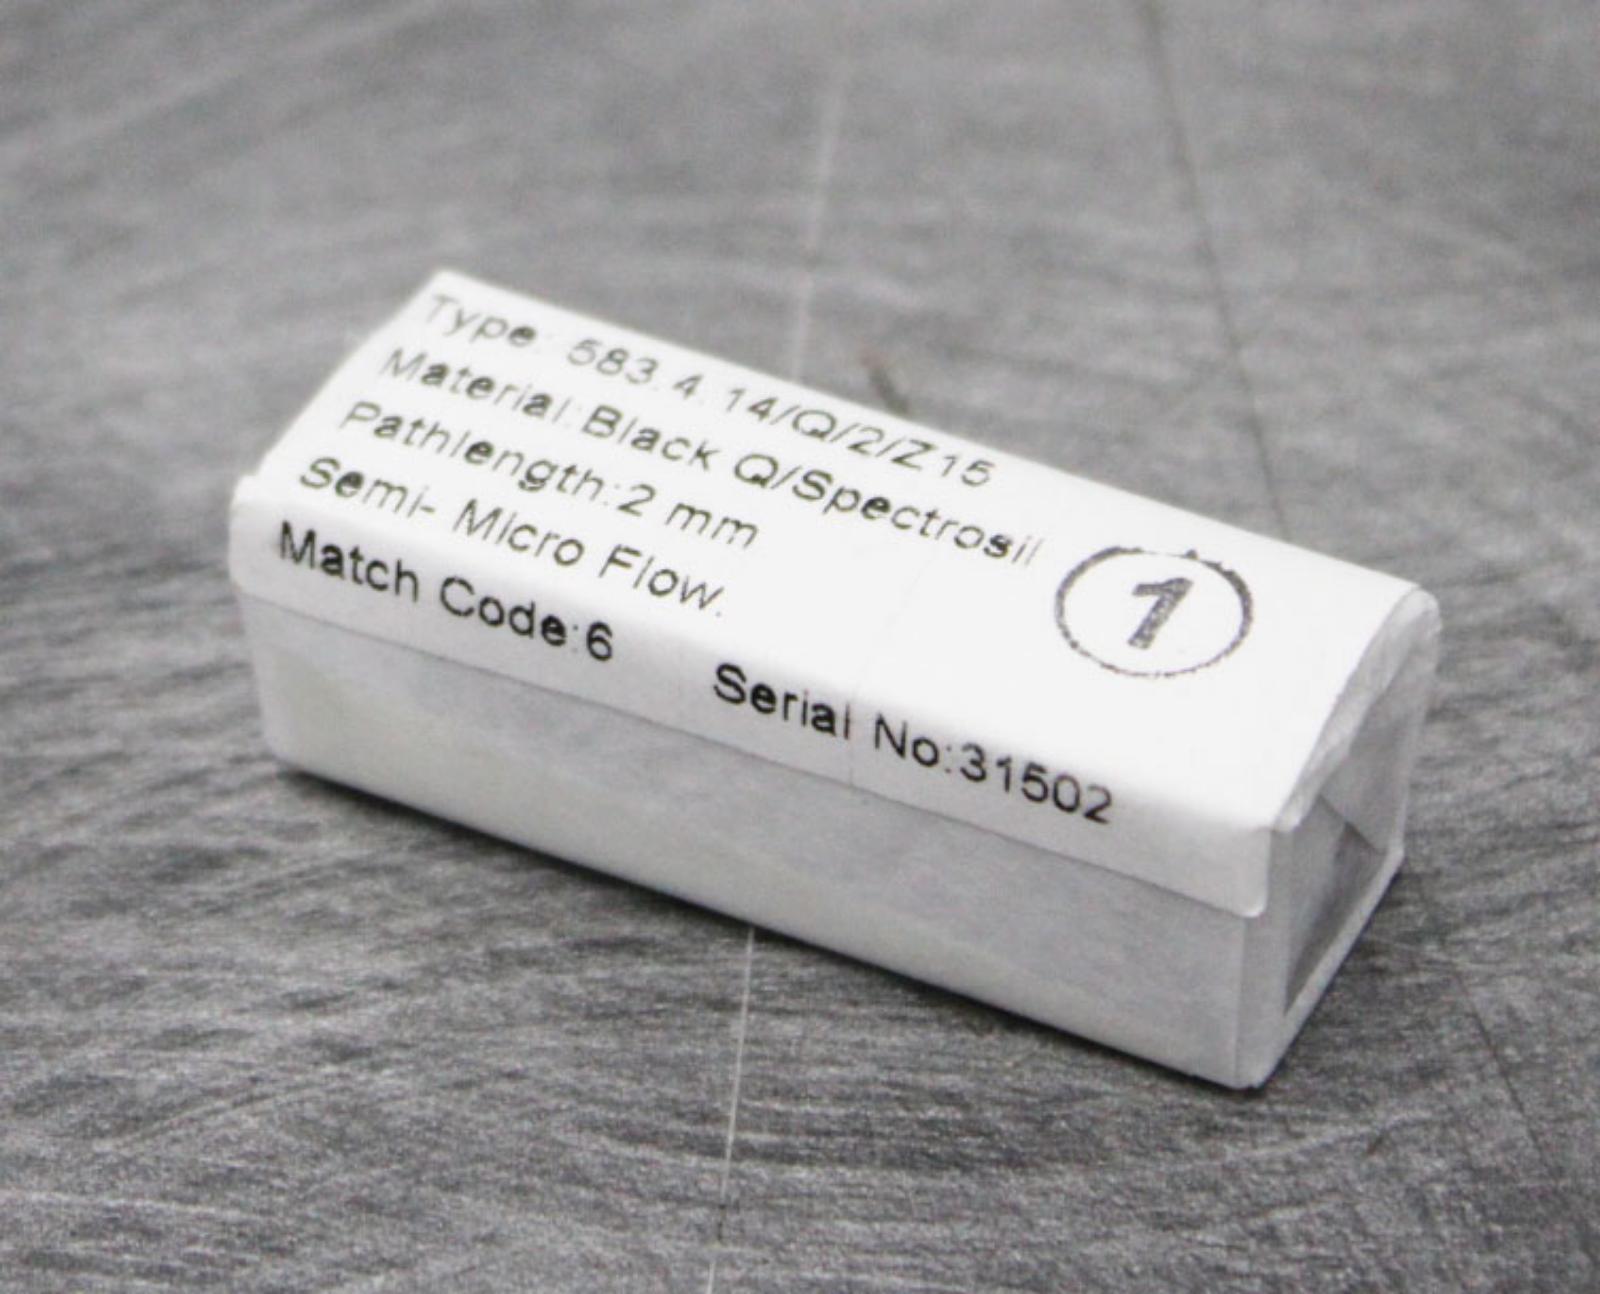 Type: 583.4.14/Q/2/Z15
Material:Black Q/Spectrosil
Pathlength:2 mm
Semi- Micro Flow.
Match Code:6 Serial No:31502
1